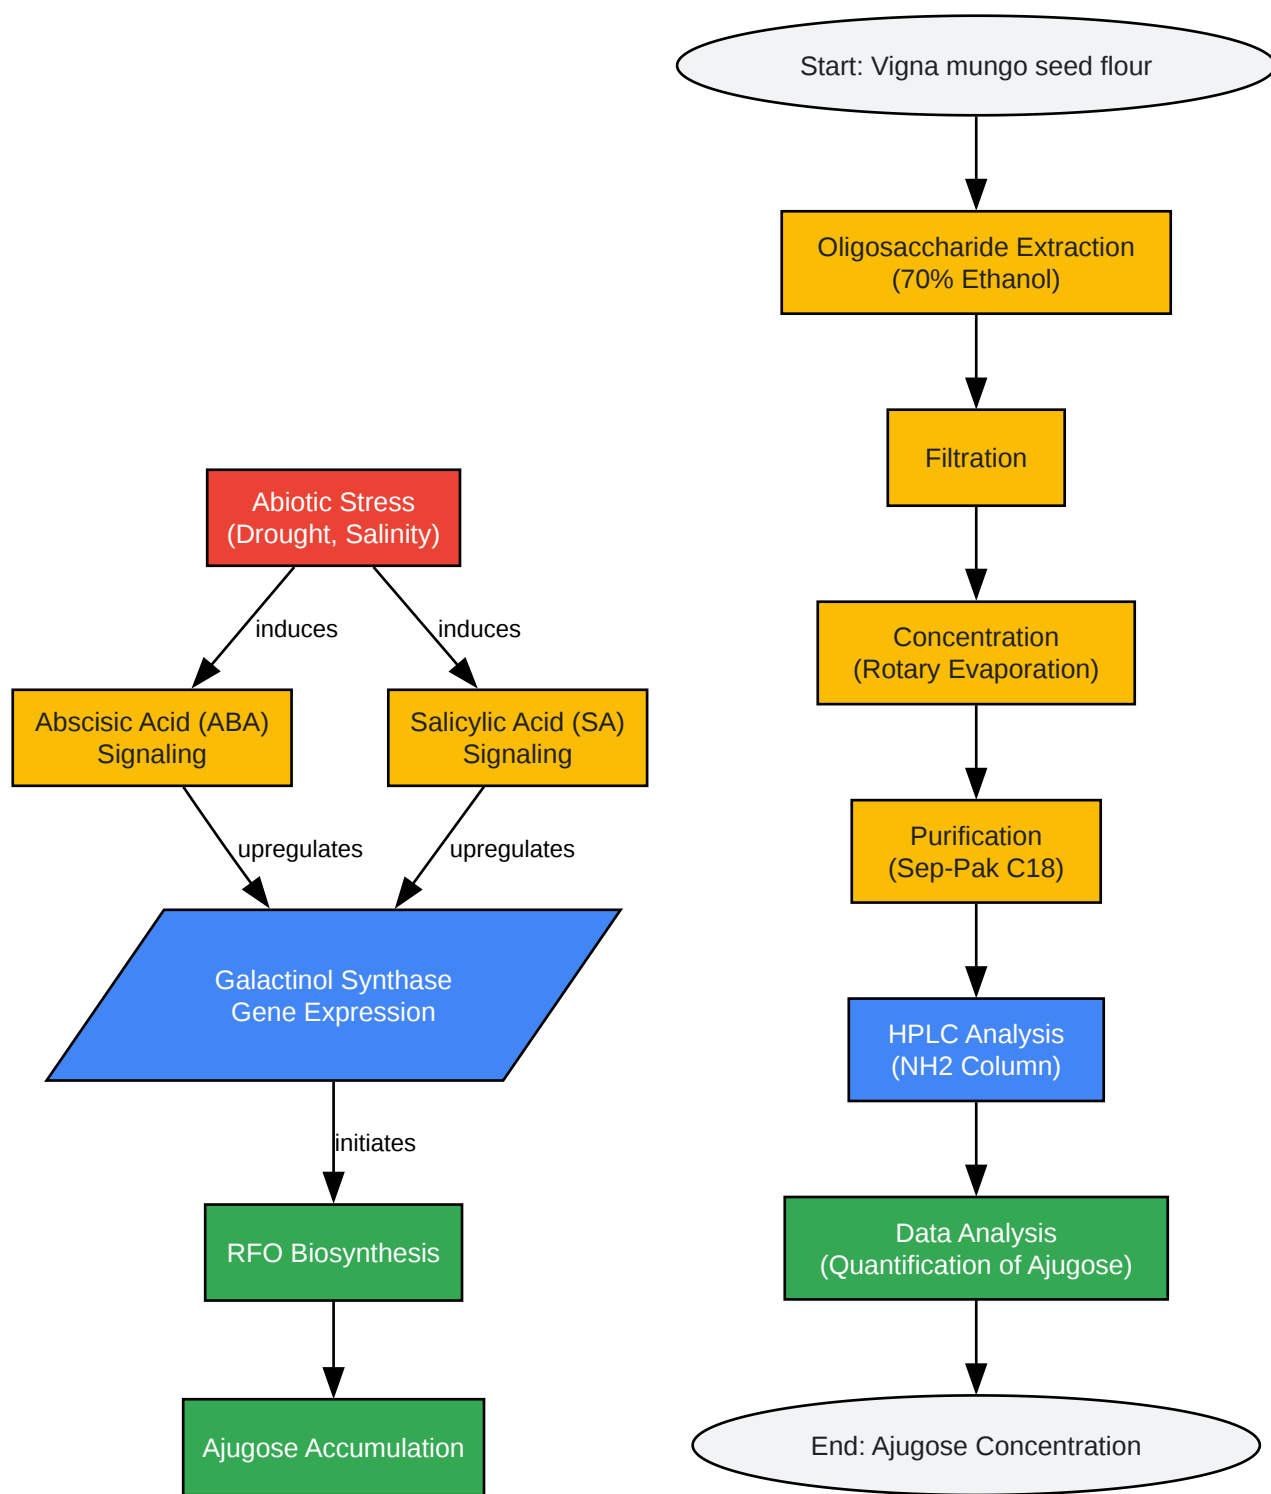 Abiotic Stress
(Drought, Salinity)
induces
induces
Abscisic Acid (ABA)
Signaling
Salicylic Acid (SA)
Signaling
upregulates
upregulates
Galactinol Synthase
Gene Expression
initiates
RFO Biosynthesis
Ajugose Accumulation
Start: Vigna mungo seed flour
Oligosaccharide Extraction
(70% Ethanol)
Filtration
Concentration
(Rotary Evaporation)
Purification
(Sep-Pak C18)
HPLC Analysis
(NH2 Column)
Data Analysis
(Quantification of Ajugose)
End: Ajugose Concentration